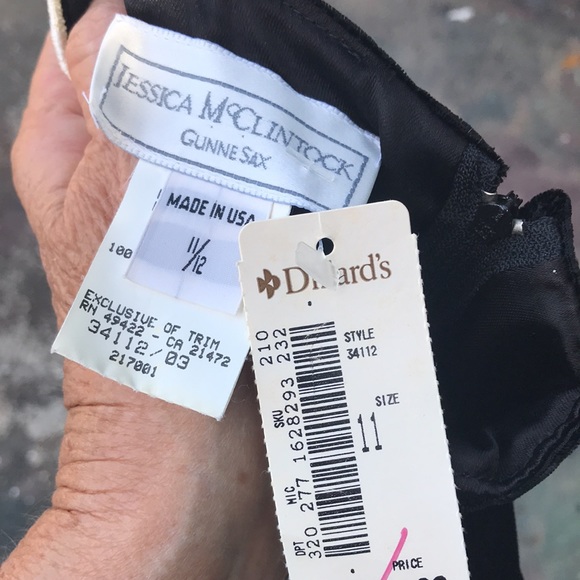 JESSICA McCLINTOCK
GUNNE SAX
MADE IN USA
11/12
100
EXCLUSIVE OF TRIM
RN 49422 - CA 21472
34112/03
217001
Dillard's
STYLE
34112
SIZE
11
SKU
210
232
1628293
MIC
277
DPT
320
PRICE